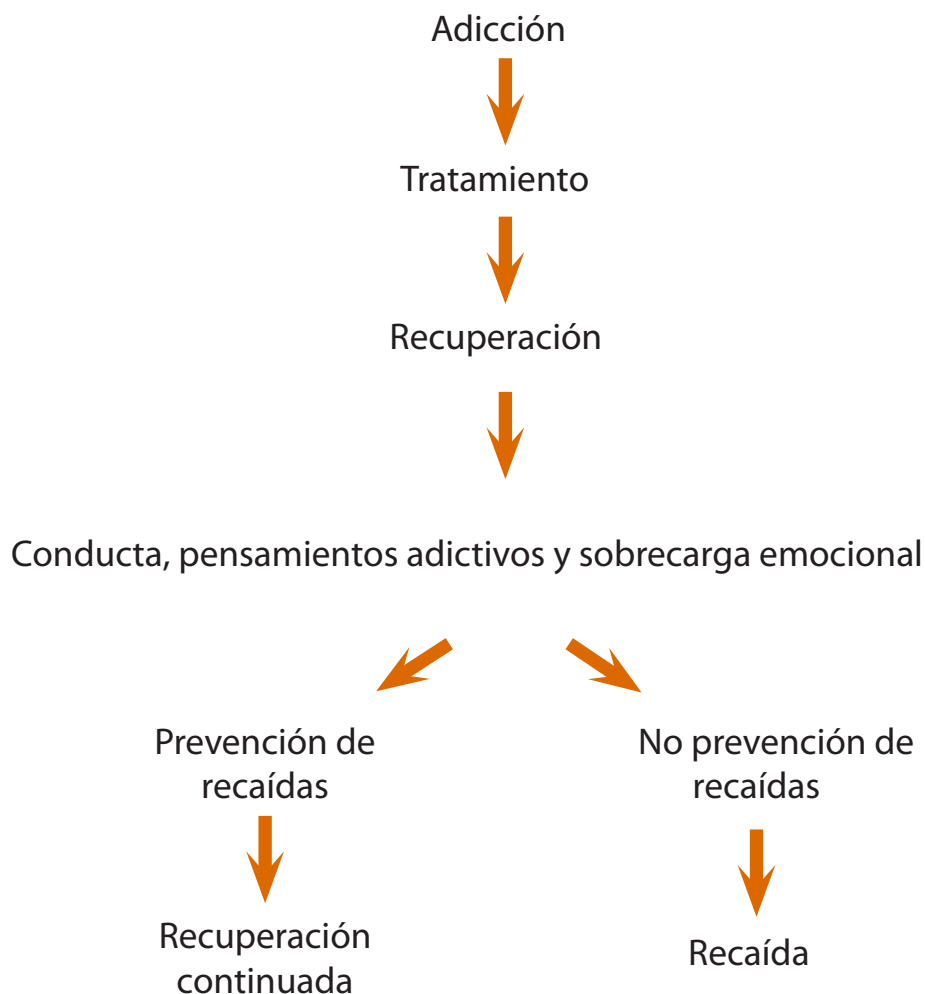 Adicción
Tratamiento
Recuperación
Conducta, pensamientos adictivos y sobrecarga emocional
Prevención de
recaídas
No prevención de
recaídas
Recuperación
continuada
Recaída